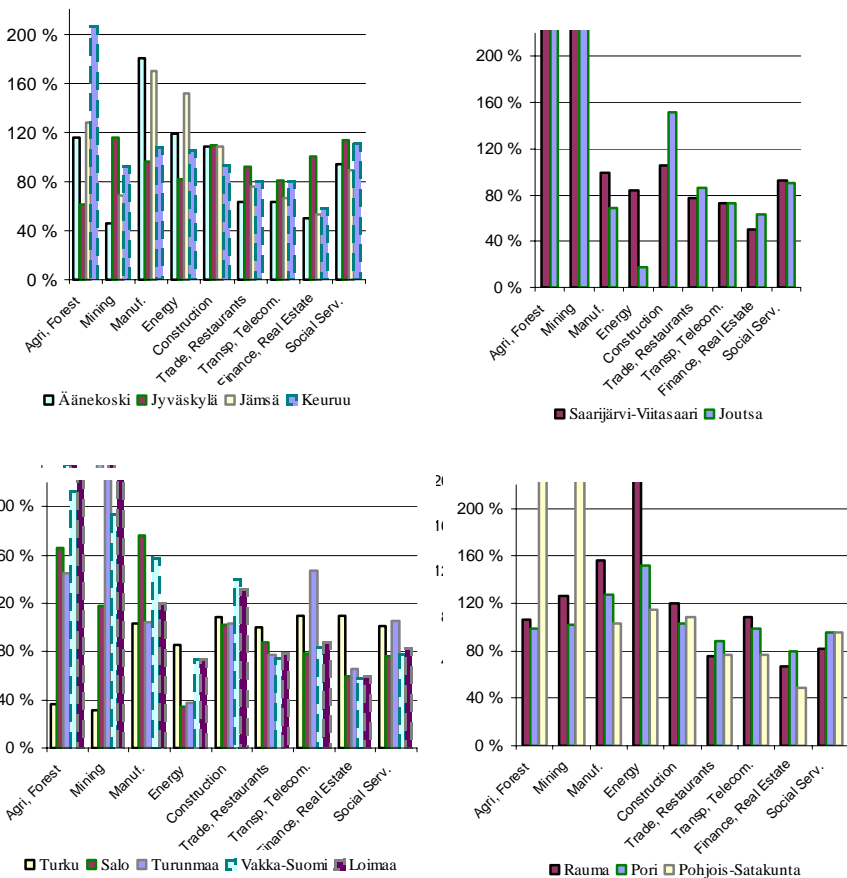 200 %
160 %
120 %
80 %
40 %
0 %
Agri, Forest
Mining
Manuf.
Energy
Construction
Trade, Restaurants
Transp, Telecom.
Finance, Real Estate
Social Serv.
Äänekoski Jyväskylä Jämsä Keuruu
200 %
160 %
120 %
80 %
40 %
0 %
Agri, Forest
Mining
Manuf.
Energy
Construction
Trade, Restaurants
Transp, Telecom.
Finance, Real Estate
Social Serv.
Saarijärvi-Viitasaari Joutsa
00 %
60 %
20 %
80 %
40 %
0 %
Agri, Forest
Mining
Manuf.
Energy
Construction
Trade, Restaurants
Transp, Telecom.
Finance, Real Estate
Social Serv.
Turku Salo Turunmaa Vakka-Suomi Loimaa
200 %
160 %
120 %
80 %
40 %
0 %
Agri, Forest
Mining
Manuf.
Energy
Construction
Trade, Restaurants
Transp, Telecom.
Finance, Real Estate
Social Serv.
Rauma Pori Pohjois-Satakunta